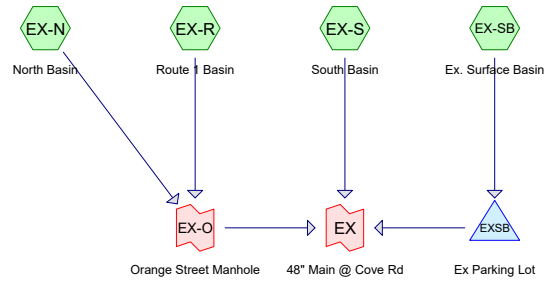 EX-N
EX-R
EX-S
EX-SB
North Basin
Route 1 Basin
South Basin
Ex. Surface Basin
EX-O
EX
EXSB
Orange Street Manhole
48" Main @ Cove Rd
Ex Parking Lot